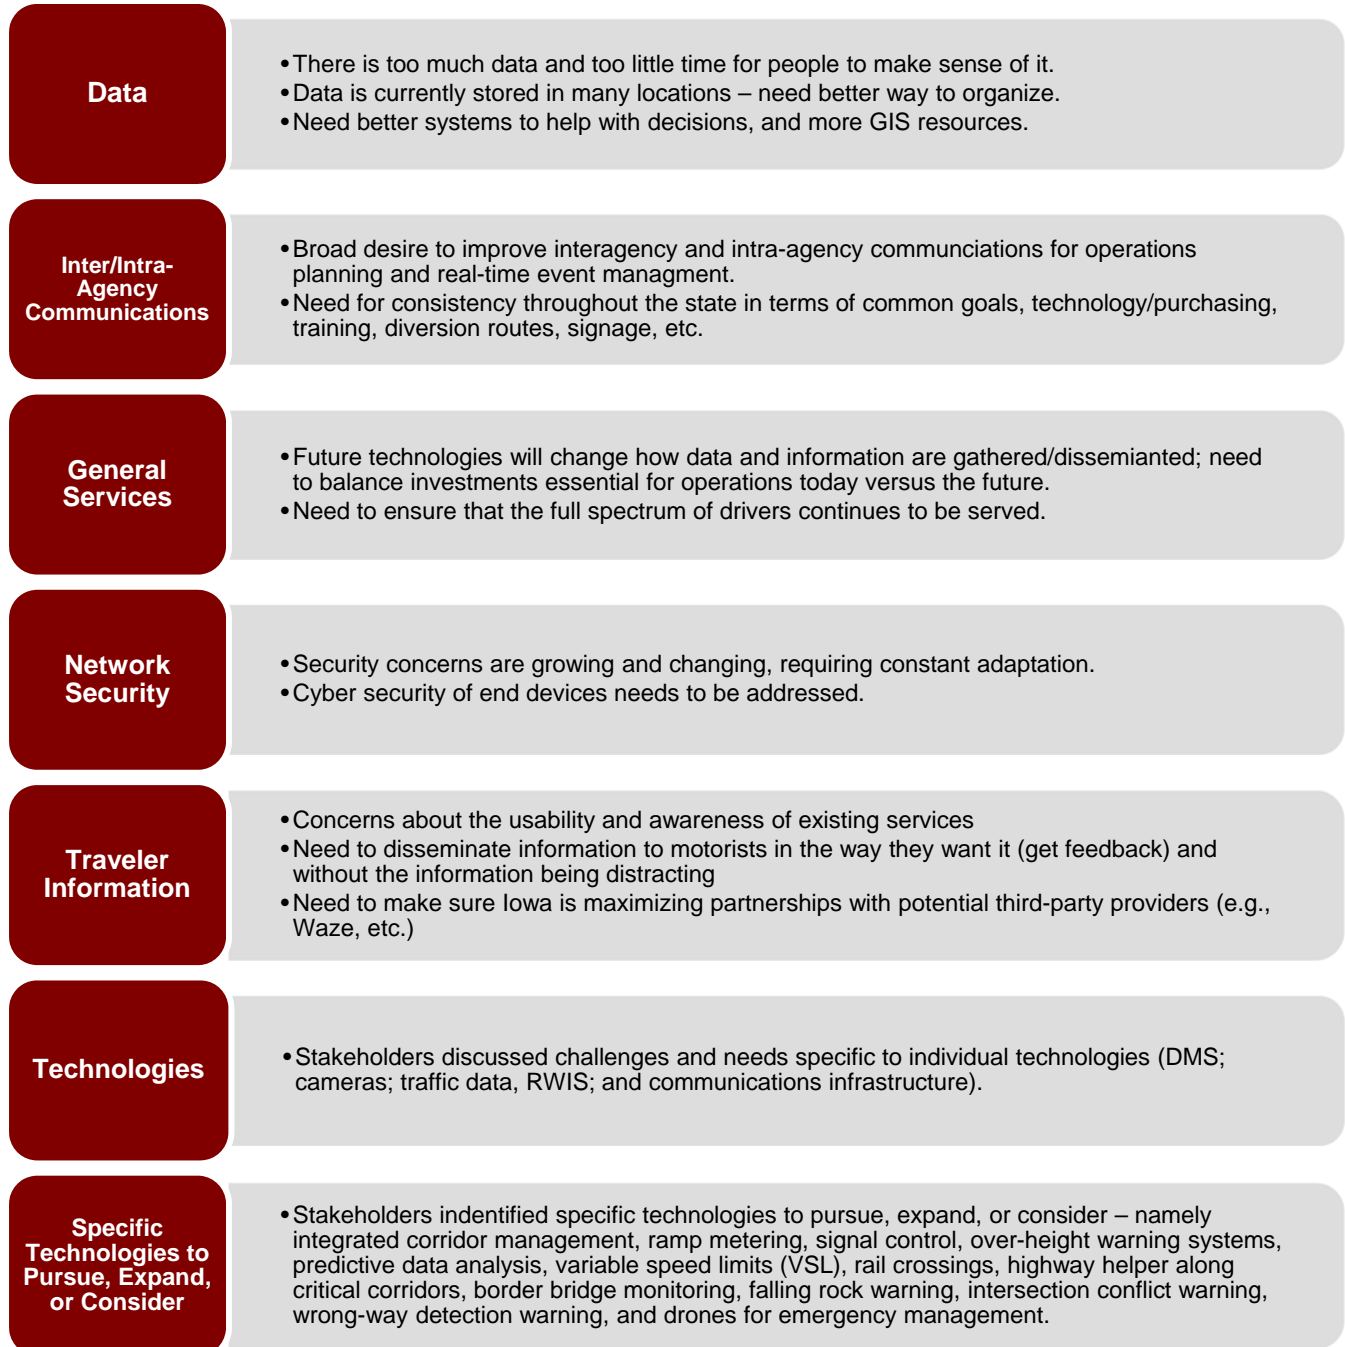 Data
•There is too much data and too little time for people to make sense of it.
•Data is currently stored in many locations – need better way to organize.
•Need better systems to help with decisions, and more GIS resources.
Inter/Intra-
Agency
Communications
•Broad desire to improve interagency and intra-agency communciations for operations
planning and real-time event managment.
•Need for consistency throughout the state in terms of common goals, technology/purchasing,
training, diversion routes, signage, etc.
General
Services
•Future technologies will change how data and information are gathered/dissemianted; need
to balance investments essential for operations today versus the future.
•Need to ensure that the full spectrum of drivers continues to be served.
Network
Security
•Security concerns are growing and changing, requiring constant adaptation.
•Cyber security of end devices needs to be addressed.
Traveler
Information
•Concerns about the usability and awareness of existing services
•Need to disseminate information to motorists in the way they want it (get feedback) and
without the information being distracting
•Need to make sure Iowa is maximizing partnerships with potential third-party providers (e.g.,
Waze, etc.)
Technologies
•Stakeholders discussed challenges and needs specific to individual technologies (DMS;
cameras; traffic data, RWIS; and communications infrastructure).
Specific
Technologies to
Pursue, Expand,
or Consider
•Stakeholders indentified specific technologies to pursue, expand, or consider – namely
integrated corridor management, ramp metering, signal control, over-height warning systems,
predictive data analysis, variable speed limits (VSL), rail crossings, highway helper along
critical corridors, border bridge monitoring, falling rock warning, intersection conflict warning,
wrong-way detection warning, and drones for emergency management.